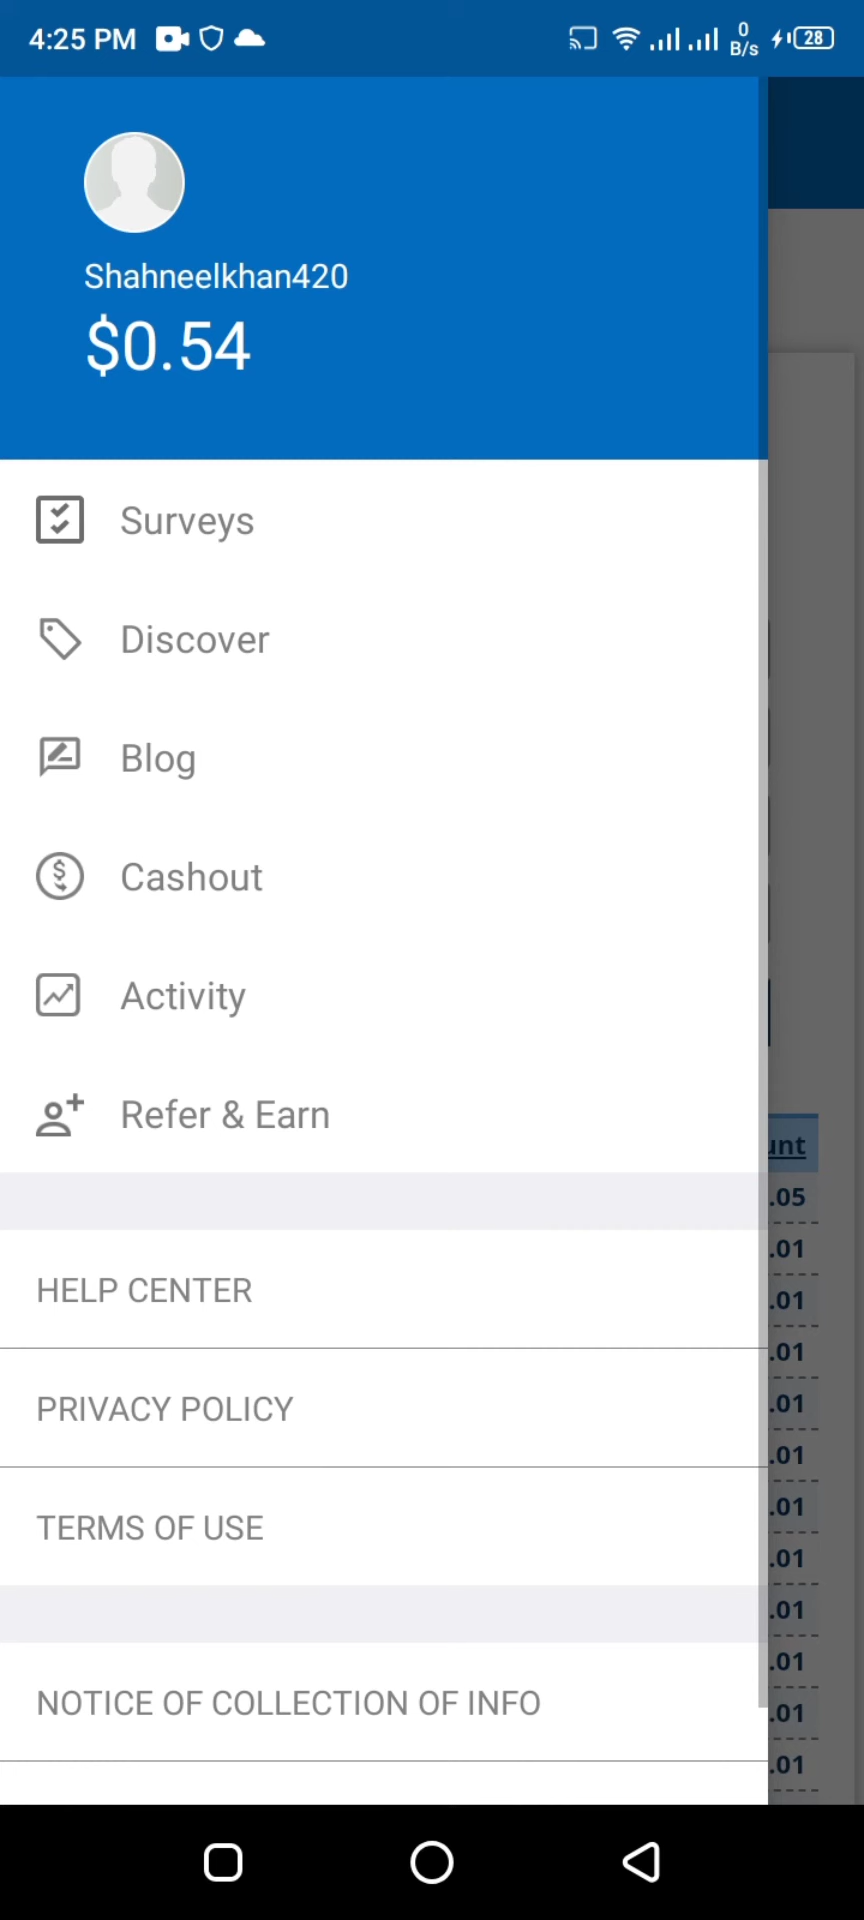 4:25 PM
0
B/s
28
Shahneelkhan420
$0.54
Surveys
Discover
Blog
Cashout
Activity
Refer & Earn
unt
.05
.01
.01
.01
.01
.01
.01
.01
.01
.01
.01
.01
HELP CENTER
PRIVACY POLICY
TERMS OF USE
NOTICE OF COLLECTION OF INFO